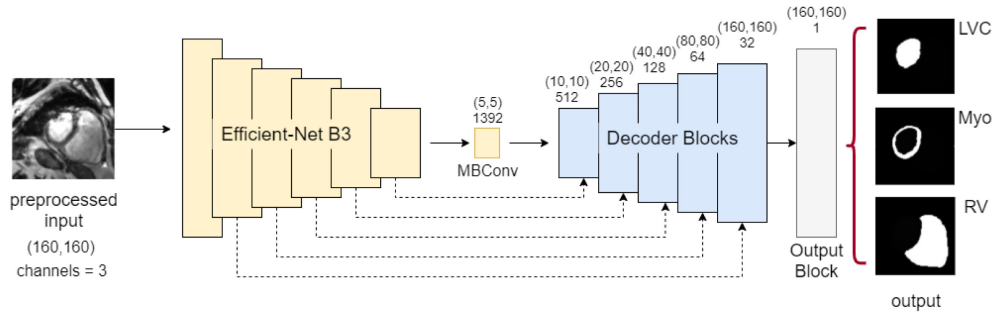 preprocessed
input
(160,160)
channels = 3
Efficient-Net B3
(5,5)
1392
MBConv
(10,10)
512
(20,20)
256
(40,40)
128
(80,80)
64
(160,160)
32
Decoder Blocks
(160,160)
1
Output
Block
LVC
Myo
RV
output